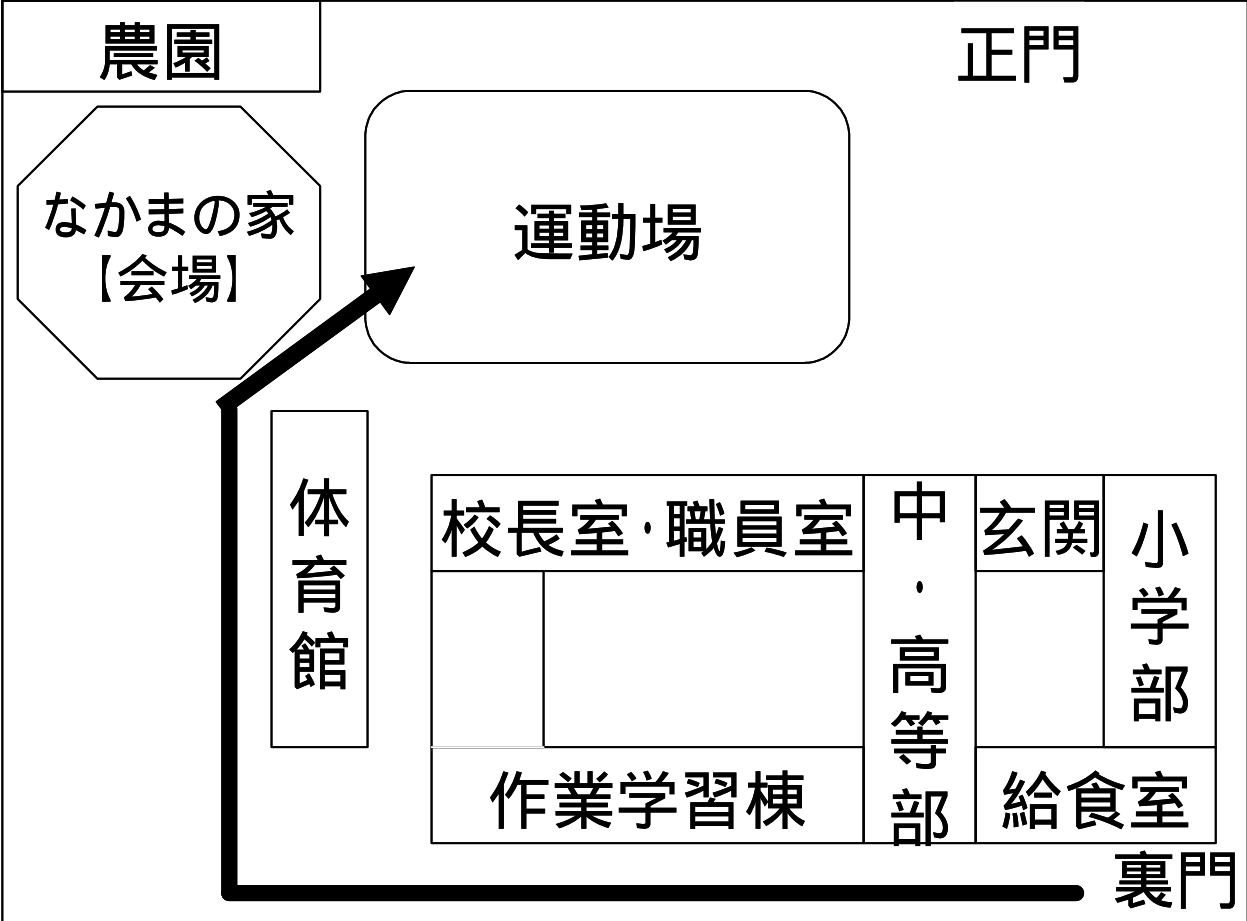 農園
正門
なかまの家
【会場】
運動場
体育館
校長室・職員室
中・高等部
玄関
小学部
作業学習棟
給食室
裏門